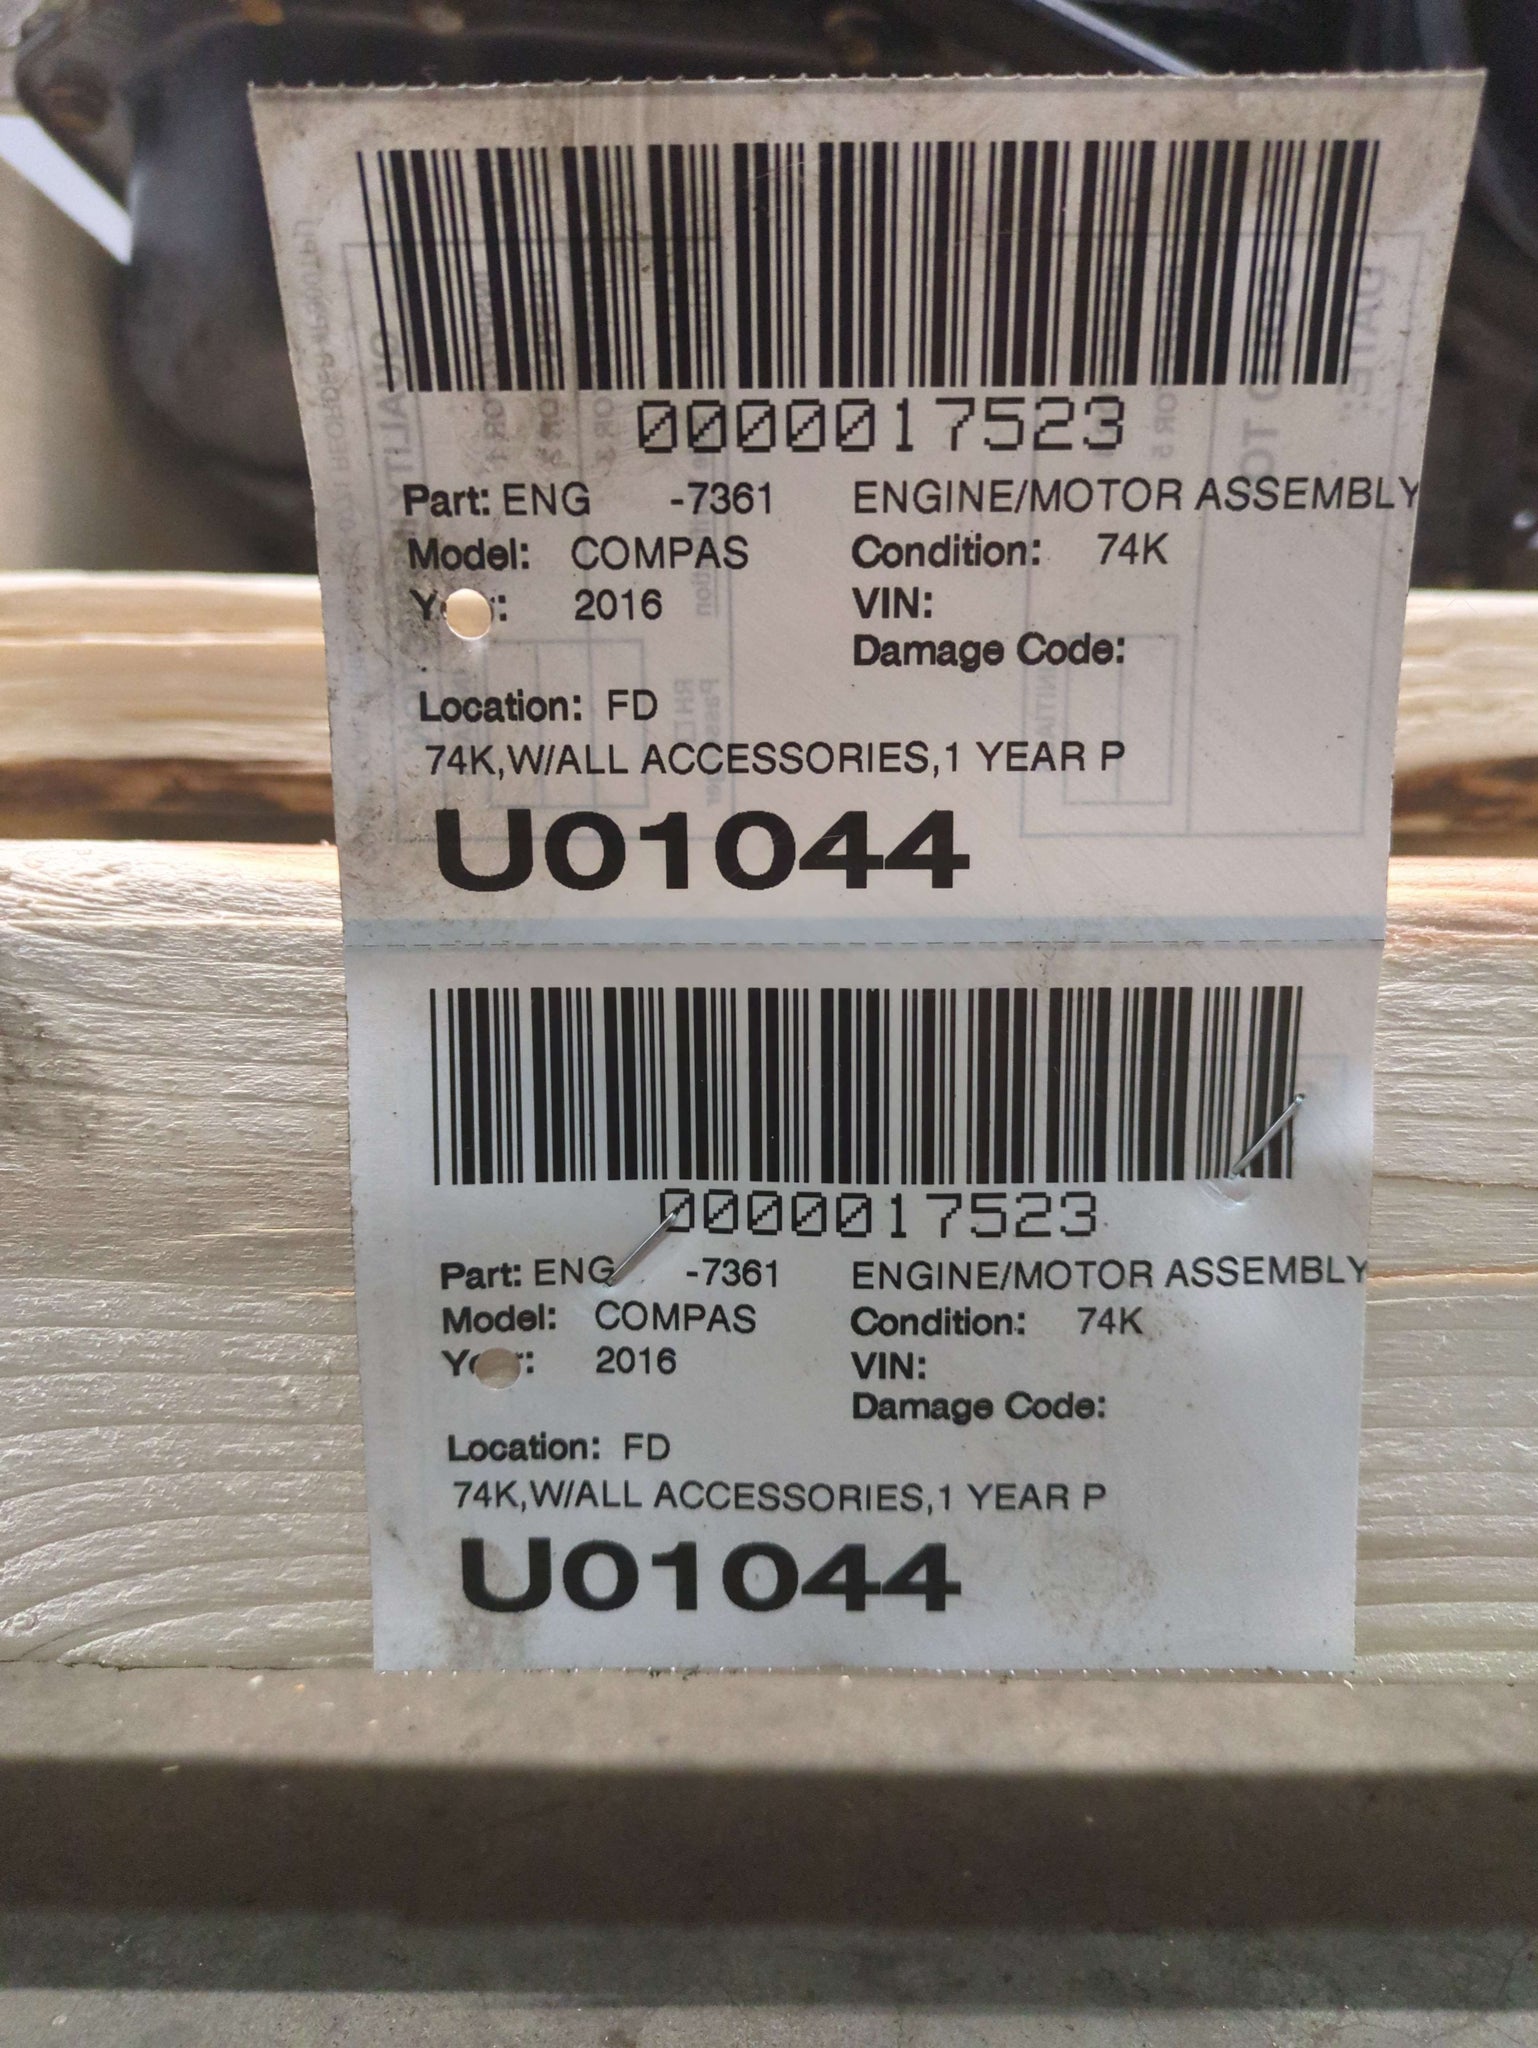 0000017523
Part: ENG -7361 ENGINE/MOTOR ASSEMBLY
Model: COMPAS Condition: 74K
2016 VIN:
Damage Code:
Location: FD
74K,W/ALL ACCESSORIES,1 YEAR P
U01044
0000017523
Part: ENG -7361 ENGINE/MOTOR ASSEMBLY
Model: COMPAS Condition: 74K
2016 VIN:
Damage Code:
Location: FD
74K,W/ALL ACCESSORIES,1 YEAR P
U01044